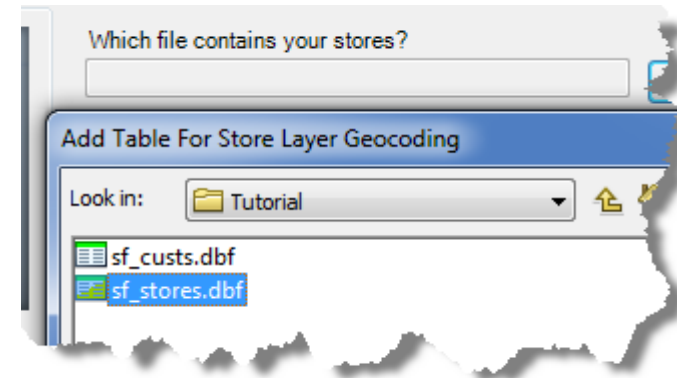 Which file contains your stores?
Add Table For Store Layer Geocoding
Look in: Tutorial
sf_custs.dbf
sf_stores.dbf